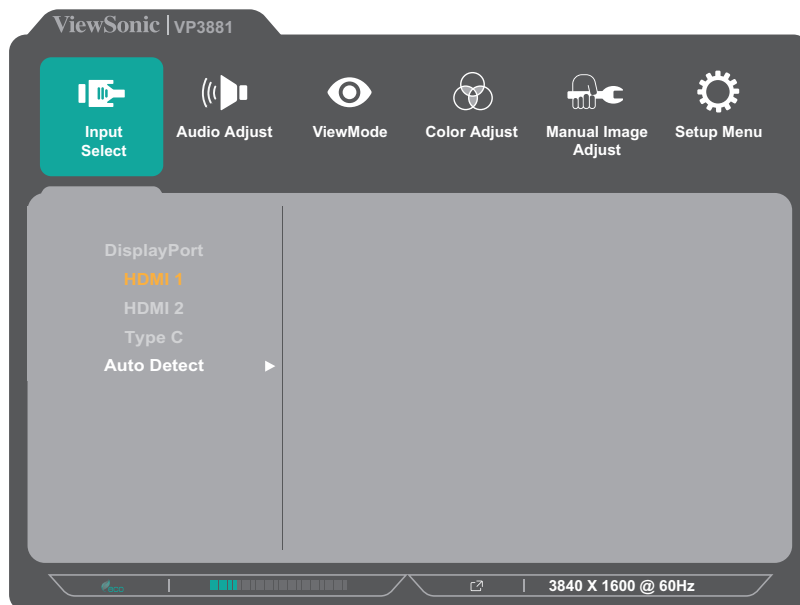 ViewSonic | VP3881
Input
Select
Audio Adjust
ViewMode
Color Adjust
Manual Image
Adjust
Setup Menu
DisplayPort
HDMI 1
HDMI 2
Type C
Auto Detect
eco
3840 X 1600 @ 60Hz